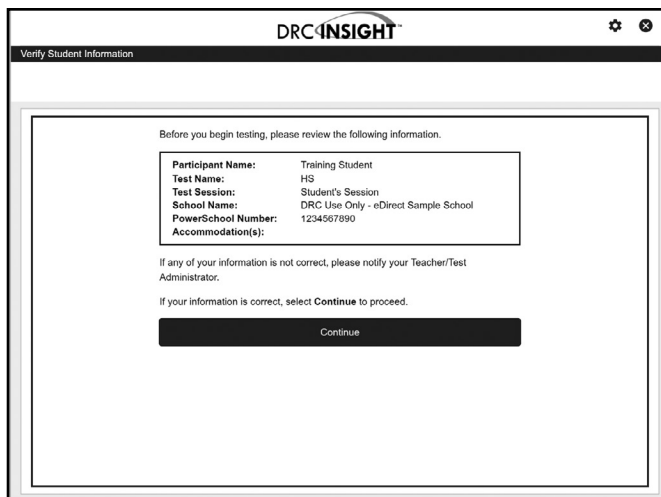 DRC INSIGHT™
Verify Student Information
Before you begin testing, please review the following information.
Participant Name: Training Student
Test Name: HS
Test Session: Student's Session
School Name: DRC Use Only - eDirect Sample School
PowerSchool Number: 1234567890
Accommodation(s):
If any of your information is not correct, please notify your Teacher/Test
Administrator.
If your information is correct, select Continue to proceed.
Continue